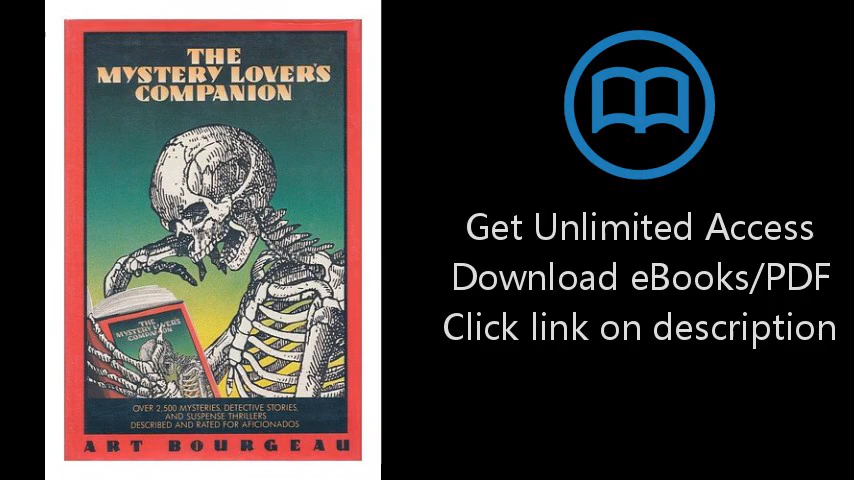 THE
MYSTERY LOVER'S
COMPANION
THE
MYSTERY LOVER'S
COMPANION
OVER 2,500 MYSTERIES, DETECTIVE STORIES,
AND SUSPENSE THRILLERS
DESCRIBED AND RATED FOR AFICIONADOS
ART BOURGEAU
Get Unlimited Access
Download eBooks/PDF
Click link on description